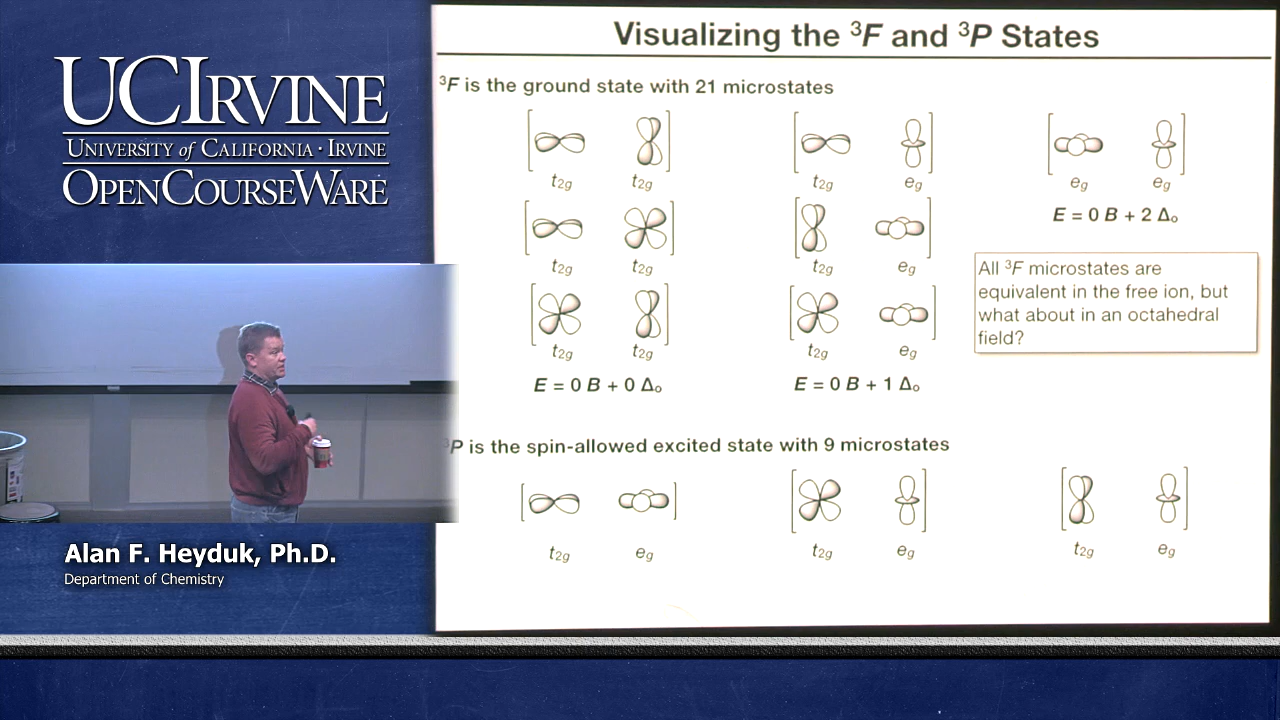 UCIRVINE
UNIVERSITY of CALIFORNIA · IRVINE
OPENCOURSEWARE
Alan F. Heyduk, Ph.D.
Department of Chemistry
Visualizing the ³F and ³P States
³F is the ground state with 21 microstates
t₂g t₂g
t₂g eg
eg eg
E = 0 B + 2 Δₒ
t₂g t₂g
t₂g eg
All ³F microstates are
equivalent in the free ion, but
what about in an octahedral
field?
t₂g t₂g
t₂g eg
E = 0 B + 0 Δₒ
E = 0 B + 1 Δₒ
³P is the spin-allowed excited state with 9 microstates
t₂g eg
t₂g eg
t₂g eg